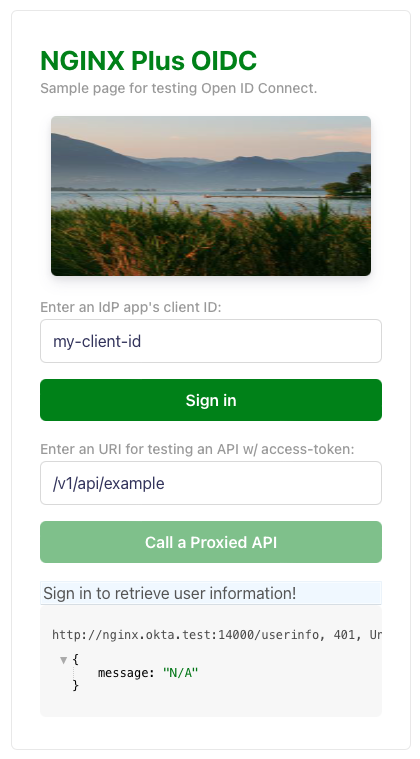 NGINX Plus OIDC
Sample page for testing Open ID Connect.
Enter an IdP app's client ID:
my-client-id
Sign in
Enter an URI for testing an API w/ access-token:
/v1/api/example
Call a Proxied API
Sign in to retrieve user information!
http://nginx.okta.test:14000/userinfo, 401, Un
{
message: "N/A"
}